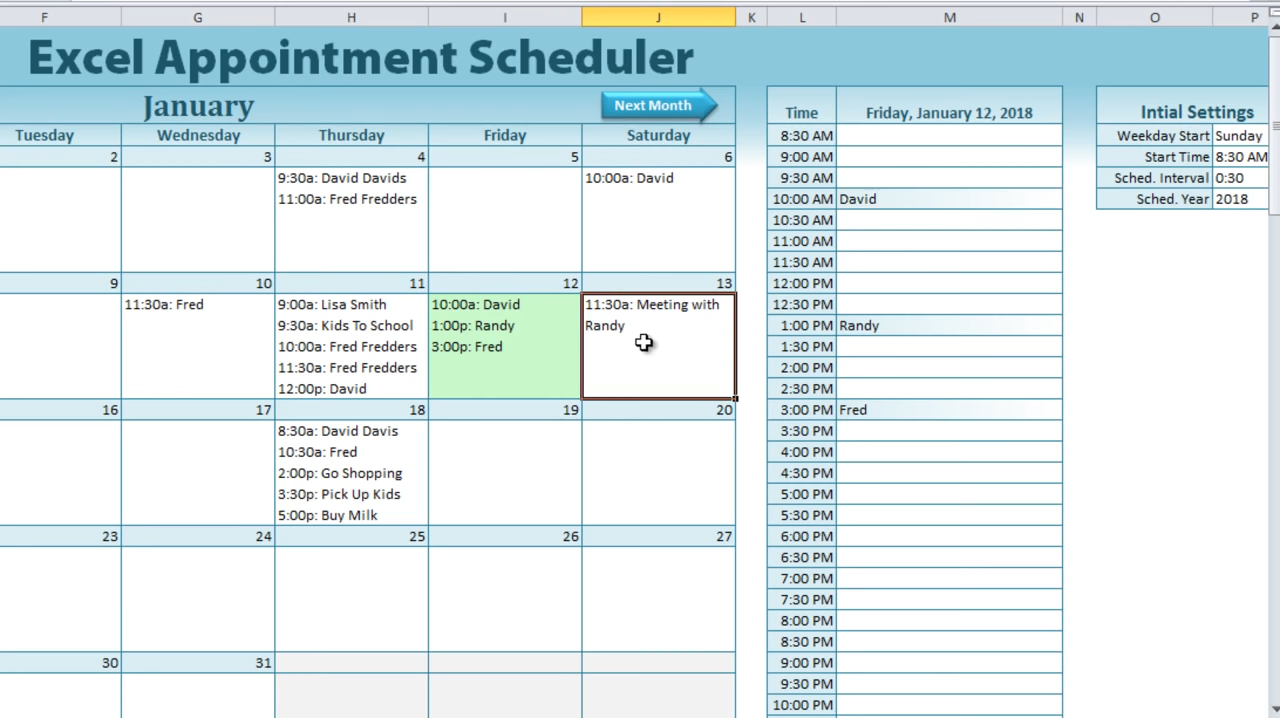 F G H I J K L M N O P
Excel Appointment Scheduler
January
Next Month
Tuesday Wednesday Thursday Friday Saturday
2 3 4 5 6
9:30a: David Davids 10:00a: David
11:00a: Fred Fredders
9 10 11 12 13
11:30a: Fred 9:00a: Lisa Smith 10:00a: David 11:30a: Meeting with
9:30a: Kids To School 1:00p: Randy Randy
10:00a: Fred Fredders 3:00p: Fred
11:30a: Fred Fredders
12:00p: David
16 17 18 19 20
8:30a: David Davis
10:30a: Fred
2:00p: Go Shopping
3:30p: Pick Up Kids
5:00p: Buy Milk
23 24 25 26 27
30 31
Time Friday, January 12, 2018
8:30 AM
9:00 AM
9:30 AM
10:00 AM David
10:30 AM
11:00 AM
11:30 AM
12:00 PM
12:30 PM
1:00 PM Randy
1:30 PM
2:00 PM
2:30 PM
3:00 PM Fred
3:30 PM
4:00 PM
4:30 PM
5:00 PM
5:30 PM
6:00 PM
6:30 PM
7:00 PM
7:30 PM
8:00 PM
8:30 PM
9:00 PM
9:30 PM
10:00 PM
Intial Settings
Weekday Start Sunday
Start Time 8:30 AM
Sched. Interval 0:30
Sched. Year 2018